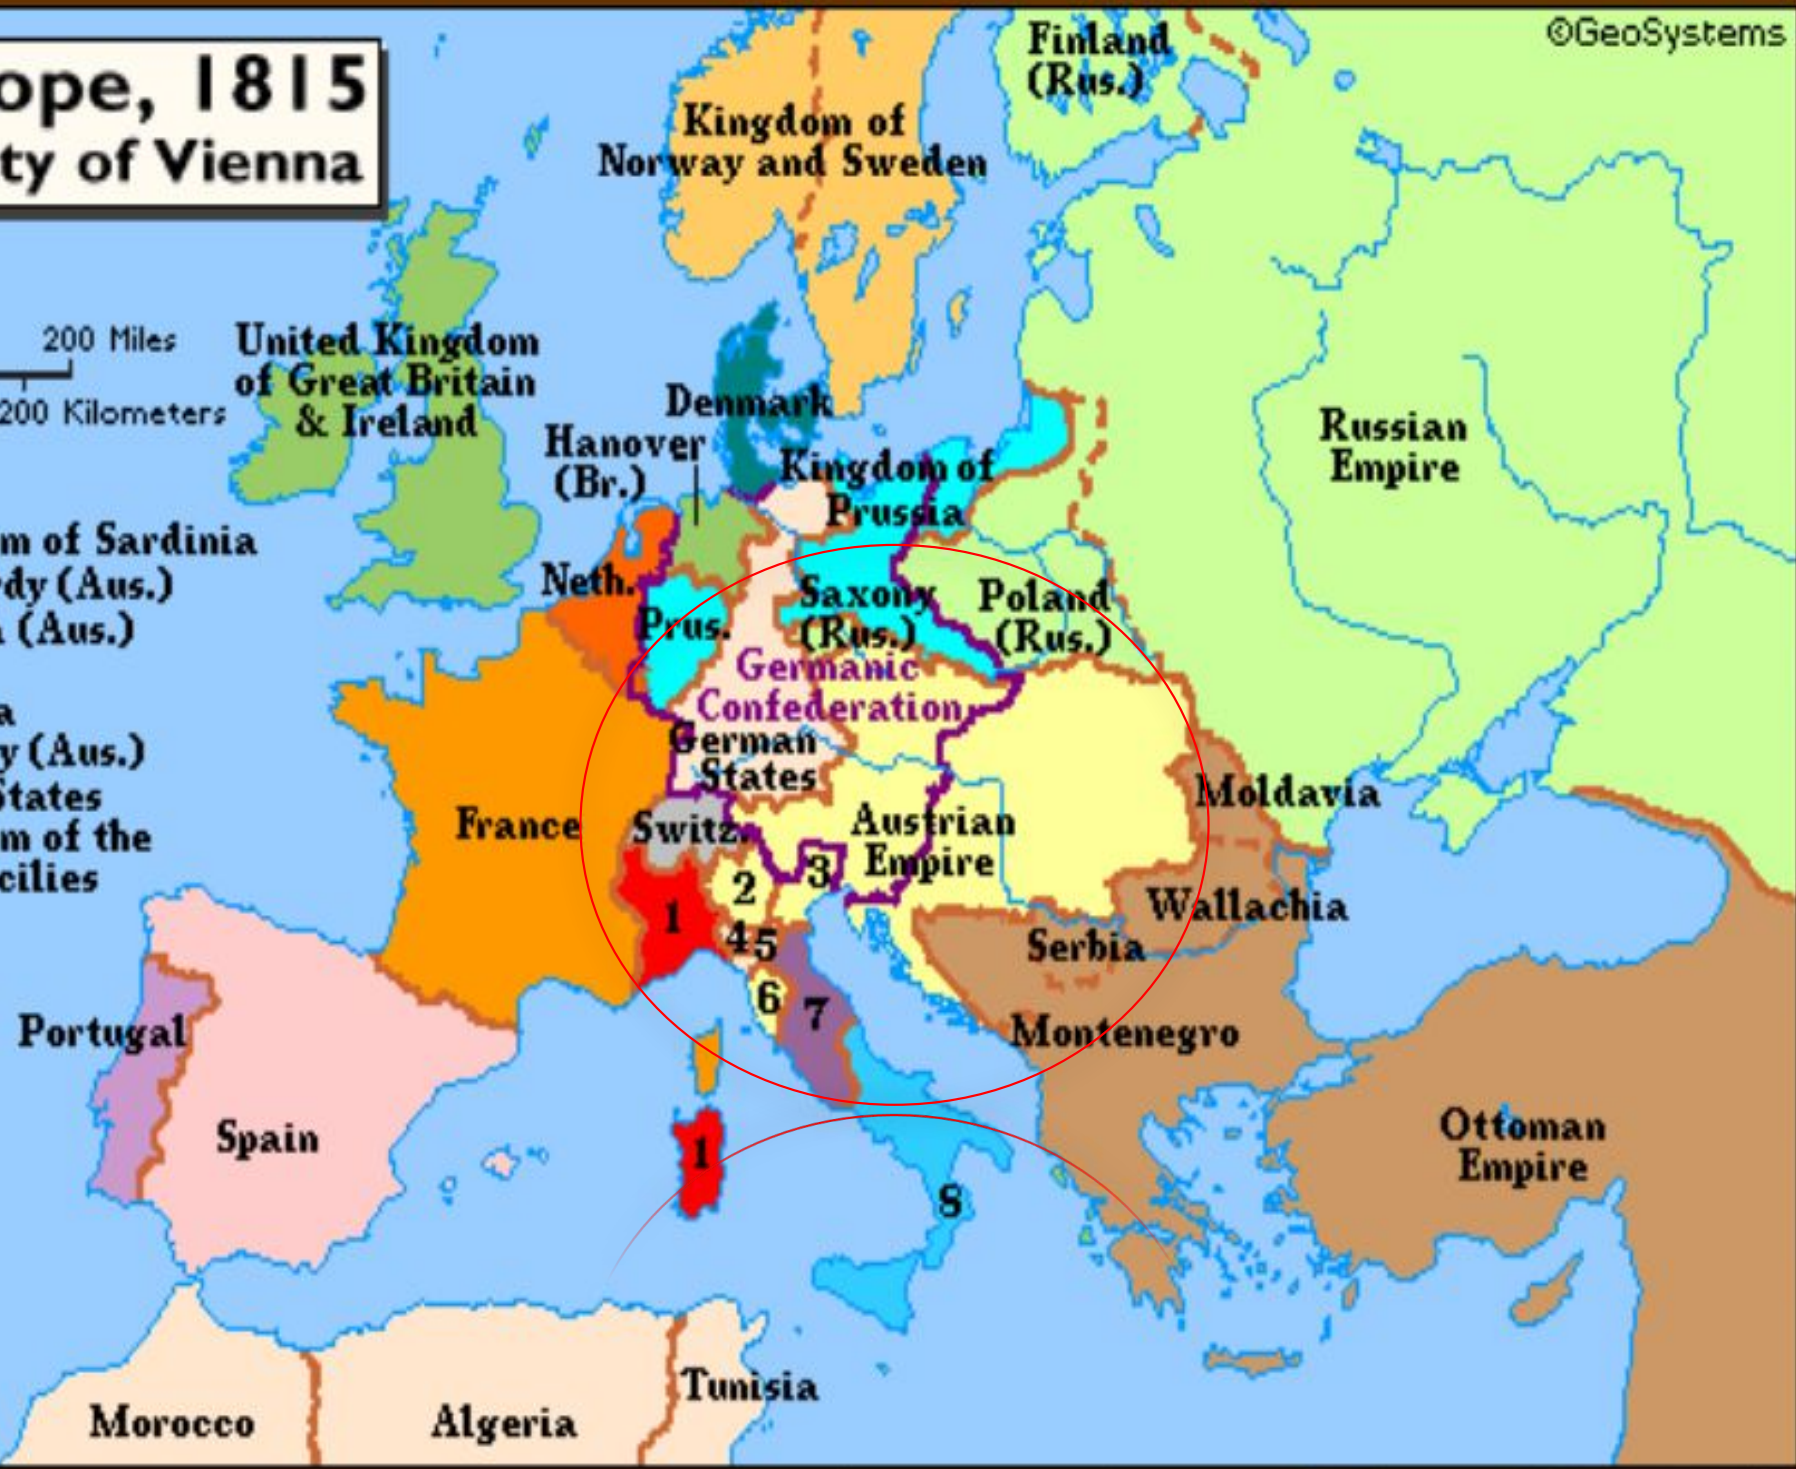 ope, 1815
ty of Vienna
©GeoSystems
Finland
(Rus.)
Kingdom of
Norway and Sweden
200 Miles
200 Kilometers
United Kingdom
of Great Britain
& Ireland
Denmark
Hanover
(Br.)
Kingdom of
Prussia
Russian
Empire
m of Sardinia
dy (Aus.)
(Aus.)
a
y (Aus.)
States
m of the
cilies
Neth.
Prus.
Saxony
(Rus.)
Poland
(Rus.)
Germanic
Confederation
German
States
France
Switz.
Austrian
Empire
Moldavia
Wallachia
Serbia
Montenegro
1
2
3
4
5
6
7
1
8
Portugal
Spain
Ottoman
Empire
Morocco
Algeria
Tunisia